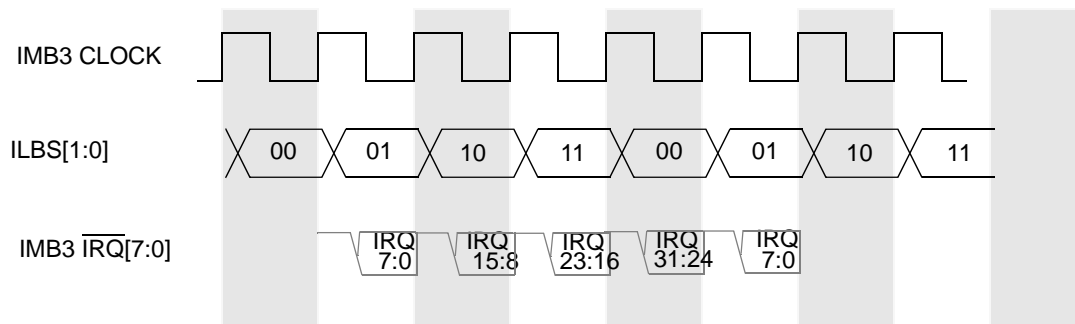 IMB3 CLOCK
ILBS[1:0]
00 01 10 11 00 01 10 11
IMB3 IRQ[7:0]
IRQ 7:0
IRQ 15:8
IRQ 23:16
IRQ 31:24
IRQ 7:0